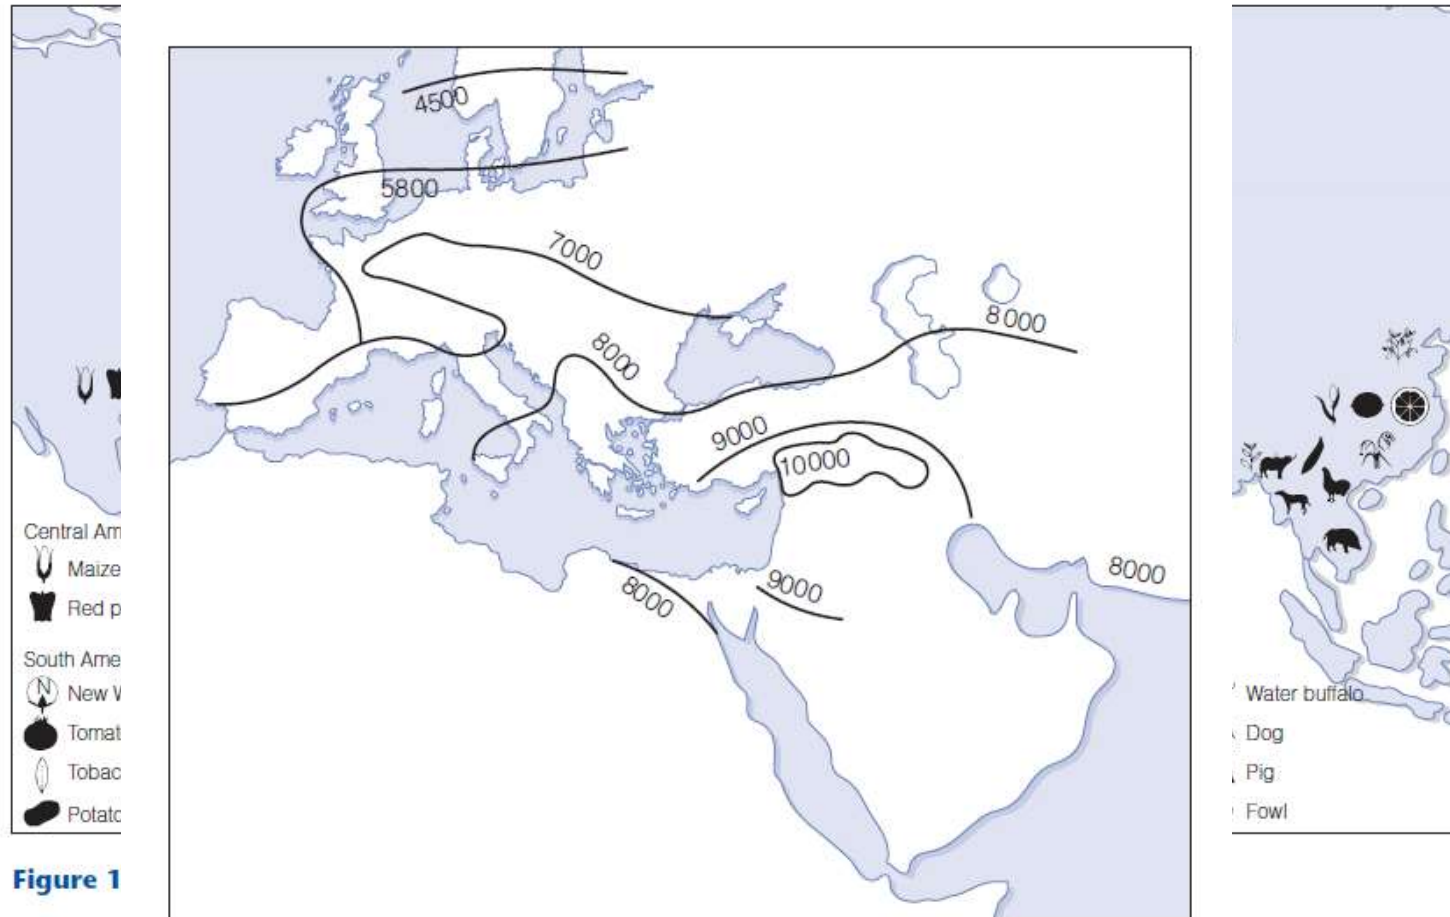 4500
5800
7000
8000
8000
9000
10000
8000
9000
8000
Central Am
Maize
Red p
South Ame
N
New
Tomat
Tobac
Potato
Figure 1
Water buffalo
Dog
Pig
Fowl